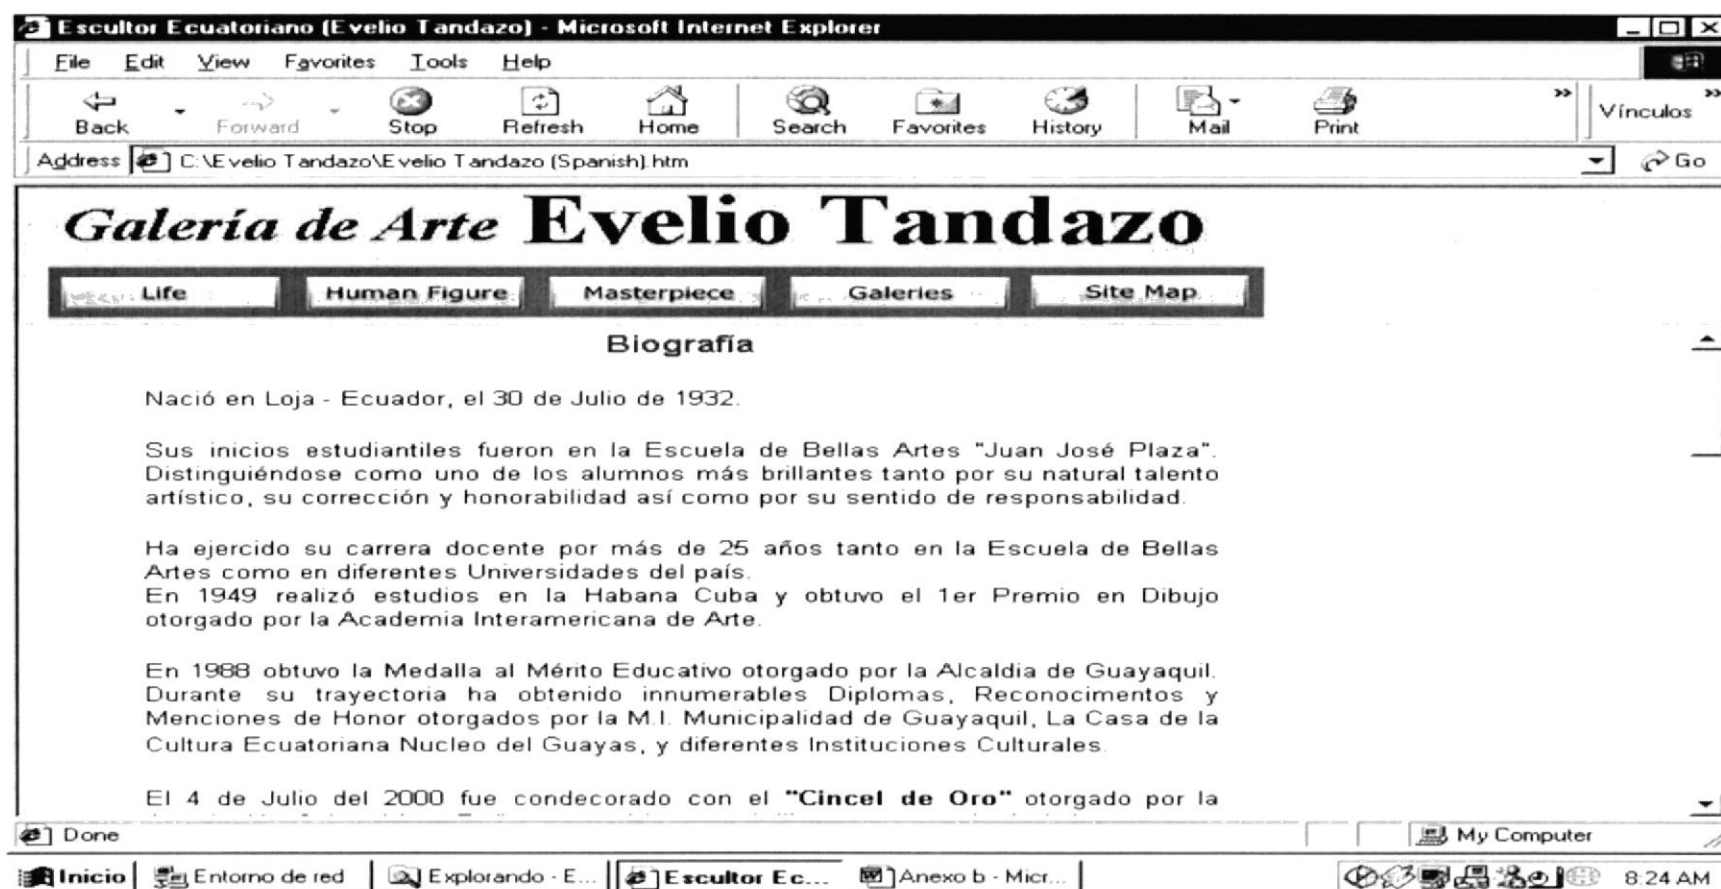 Escultor Ecuatoriano (Evelio Tandazo) - Microsoft Internet Explorer
File Edit View Favorites Tools Help
Back Forward Stop Refresh Home Search Favorites History Mail Print » Vínculos »
Address C:\Evelio Tandazo\Evelio Tandazo (Spanish).htm Go
Galería de Arte Evelio Tandazo
Life Human Figure Masterpiece Galeries Site Map
Biografía
Nació en Loja - Ecuador, el 30 de Julio de 1932.
Sus inicios estudiantiles fueron en la Escuela de Bellas Artes "Juan José Plaza".
Distinguiéndose como uno de los alumnos más brillantes tanto por su natural talento
artístico, su corrección y honorabilidad así como por su sentido de responsabilidad.
Ha ejercido su carrera docente por más de 25 años tanto en la Escuela de Bellas
Artes como en diferentes Universidades del país.
En 1949 realizó estudios en la Habana Cuba y obtuvo el 1er Premio en Dibujo
otorgado por la Academia Interamericana de Arte.
En 1988 obtuvo la Medalla al Mérito Educativo otorgado por la Alcaldia de Guayaquil.
Durante su trayectoria ha obtenido innumerables Diplomas, Reconocimentos y
Menciones de Honor otorgados por la M.I. Municipalidad de Guayaquil, La Casa de la
Cultura Ecuatoriana Nucleo del Guayas, y diferentes Instituciones Culturales.
El 4 de Julio del 2000 fue condecorado con el "Cincel de Oro" otorgado por la
Done My Computer
Inicio Entorno de red Explorando - E... Escultor Ec... Anexo b - Micr... 8:24 AM